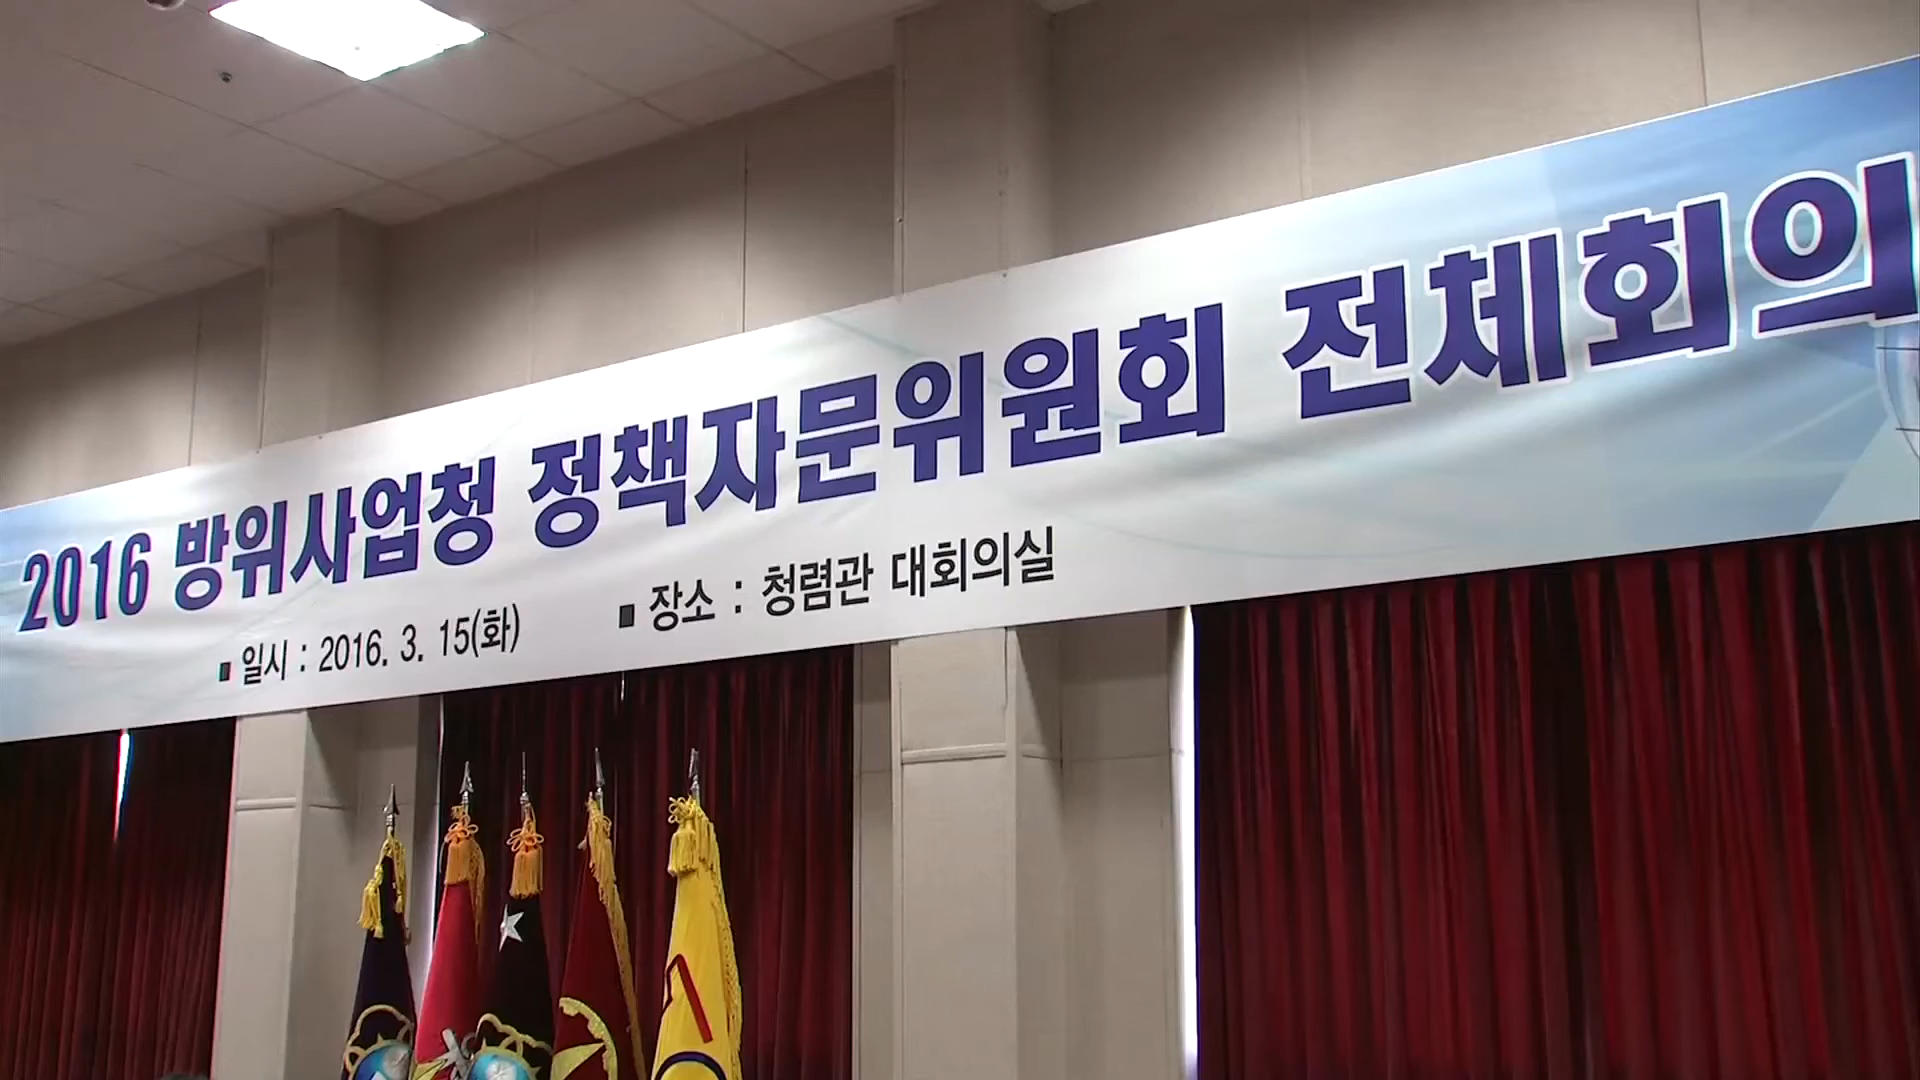 2016 방위사업청 정책자문위원회 전체회의
■ 일시 : 2016. 3. 15(화) ■ 장소 : 청렴관 대회의실